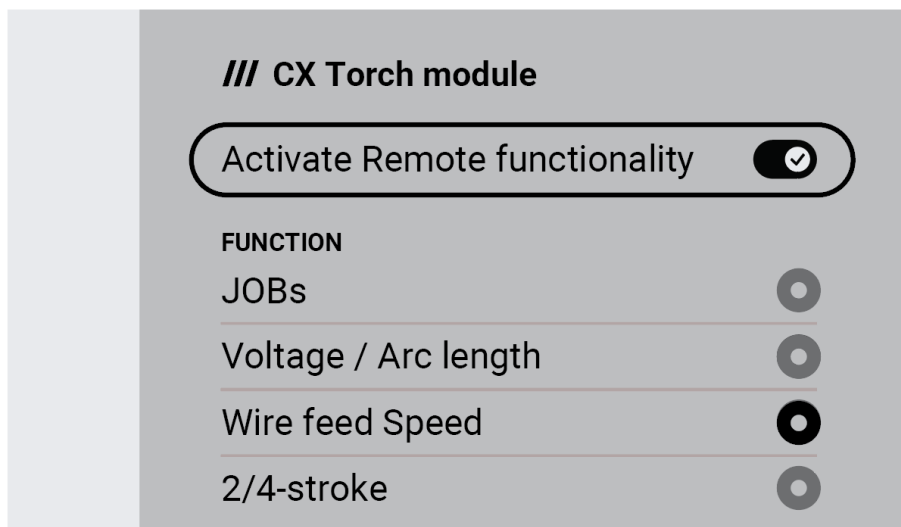 /// CX Torch module
Activate Remote functionality
FUNCTION
JOBs
Voltage / Arc length
Wire feed Speed
2/4-stroke